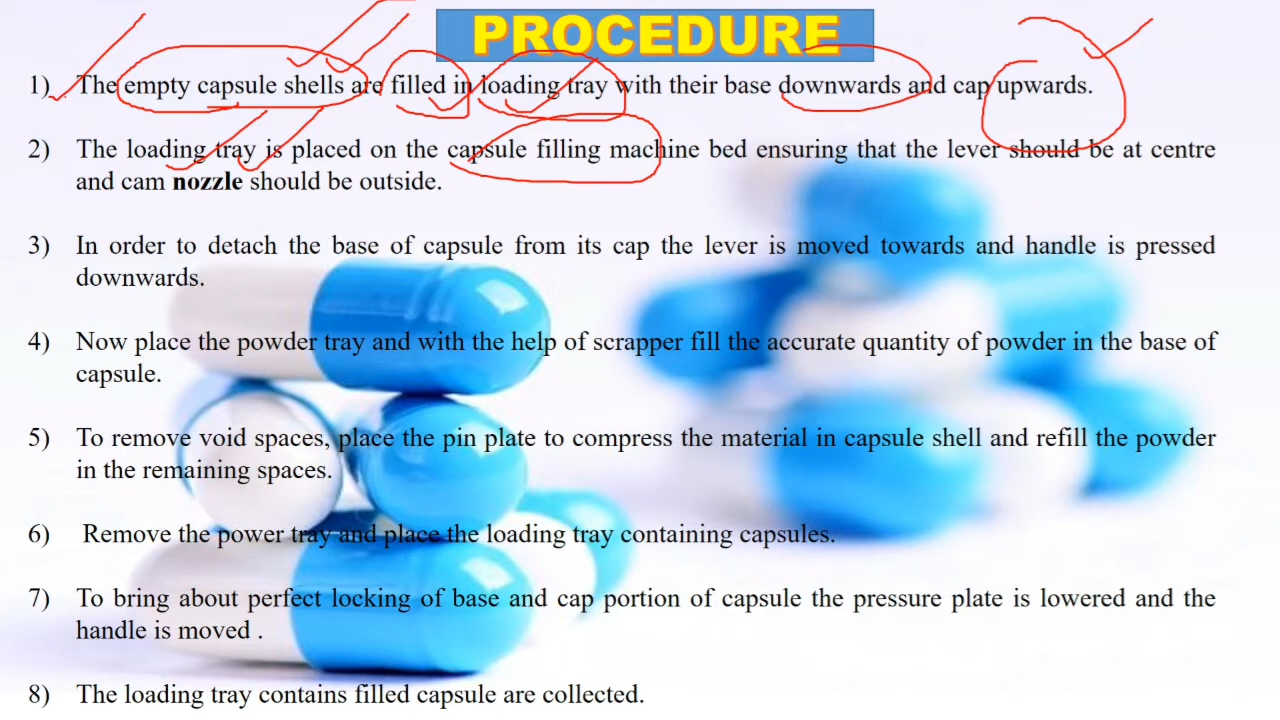 PROCEDURE
1) The empty capsule shells are filled in loading tray with their base downwards and cap upwards.
2) The loading tray is placed on the capsule filling machine bed ensuring that the lever should be at centre
and cam nozzle should be outside.
3) In order to detach the base of capsule from its cap the lever is moved towards and handle is pressed
downwards.
4) Now place the powder tray and with the help of scrapper fill the accurate quantity of powder in the base of
capsule.
5) To remove void spaces, place the pin plate to compress the material in capsule shell and refill the powder
in the remaining spaces.
6) Remove the power tray and place the loading tray containing capsules.
7) To bring about perfect locking of base and cap portion of capsule the pressure plate is lowered and the
handle is moved .
8) The loading tray contains filled capsule are collected.